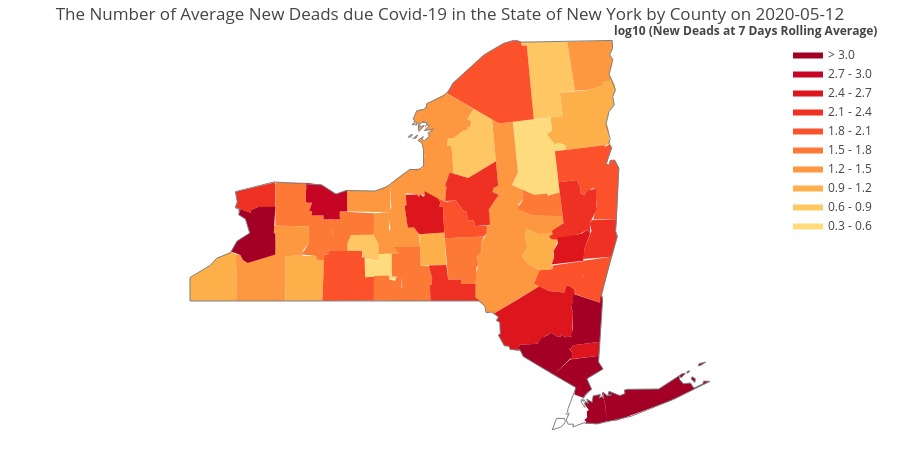 The Number of Average New Deads due Covid-19 in the State of New York by County on 2020-05-12
log10 (New Deads at 7 Days Rolling Average)
> 3.0
2.7 - 3.0
2.4 - 2.7
2.1 - 2.4
1.8 - 2.1
1.5 - 1.8
1.2 - 1.5
0.9 - 1.2
0.6 - 0.9
0.3 - 0.6